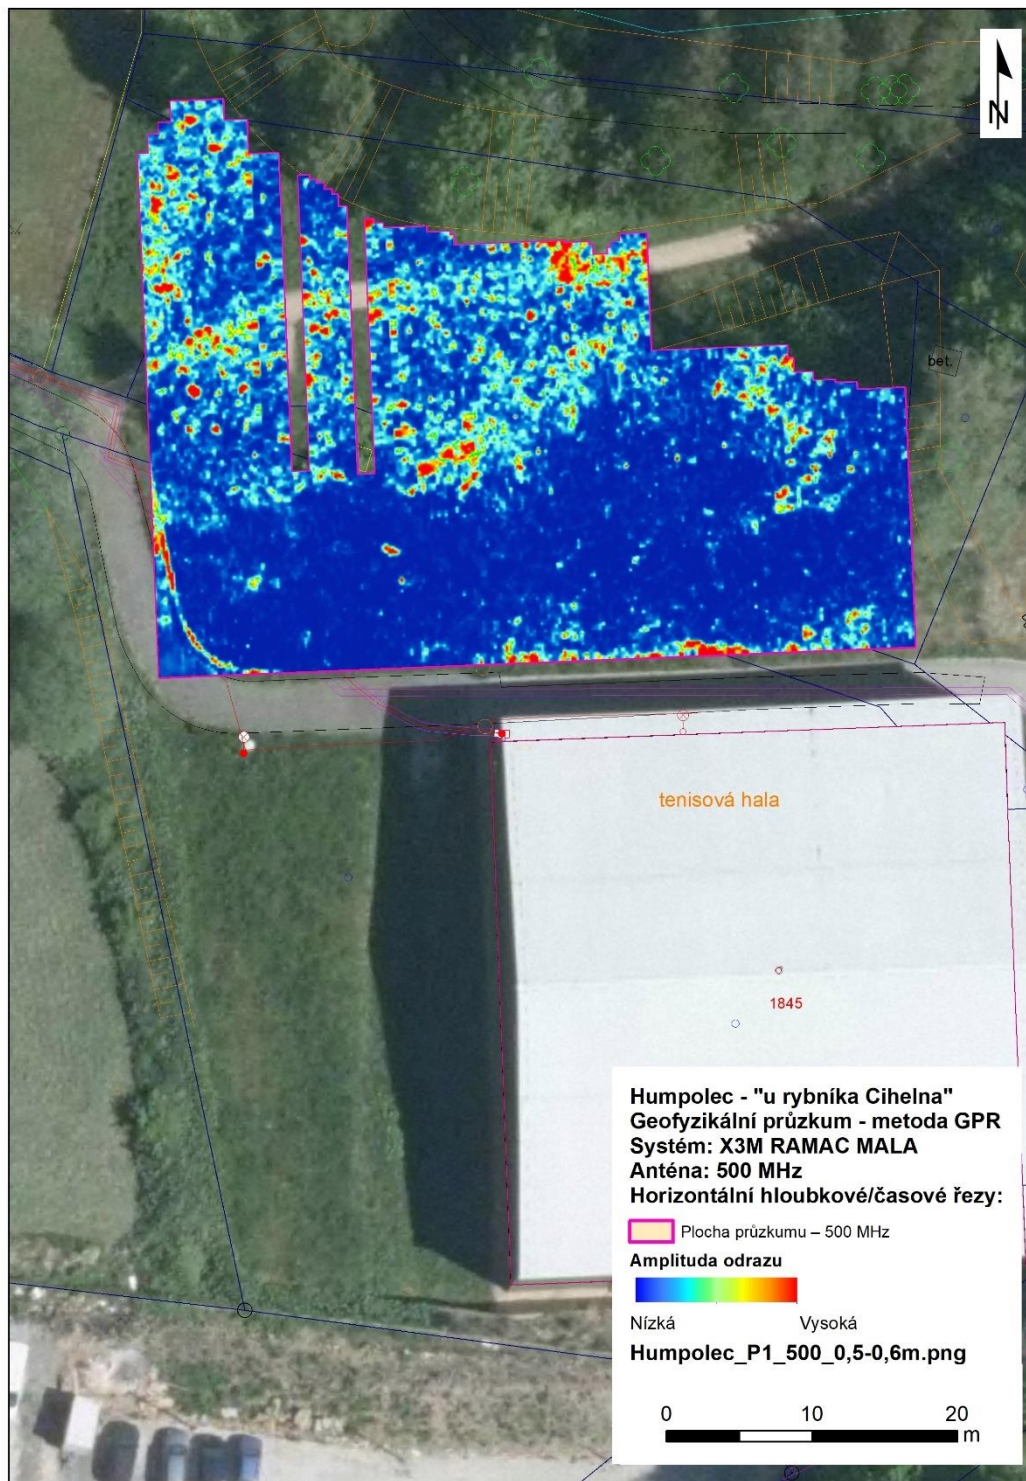 N
bet.
tenisová hala
1845
Humpolec - "u rybníka Cihelna"
Geofyzikální průzkum - metoda GPR
Systém: X3M RAMAC MALA
Anténa: 500 MHz
Horizontální hloubkové/časové řezy:
Plocha průzkumu – 500 MHz
Amplituda odrazu
Nízká Vysoká
Humpolec_P1_500_0,5-0,6m.png
0 10 20
m